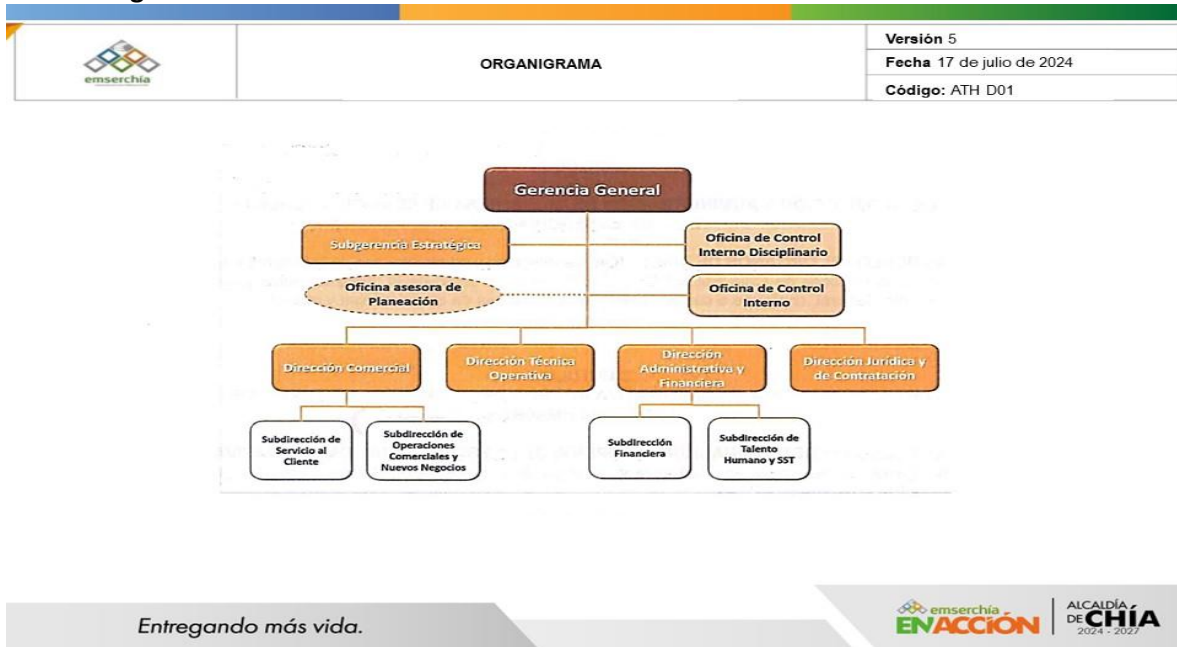 emserchía
ORGANIGRAMA
Versión 5
Fecha 17 de julio de 2024
Código: ATH D01
Gerencia General
Subgerencia Estratégica
Oficina de Control
Interno Disciplinario
Oficina asesora de
Planeación
Oficina de Control
Interno
Dirección Comercial
Dirección Técnica
Operativa
Dirección
Administrativa y
Financiera
Dirección Jurídica y
de Contratación
Subdirección de
Servicio al
Cliente
Subdirección de
Operaciones
Comerciales y
Nuevos Negocios
Subdirección
Financiera
Subdirección de
Talento
Humano y SST
Entregando más vida.
emserchía
ENACCIÓN
ALCALDÍA
DE CHÍA
2024 - 2027